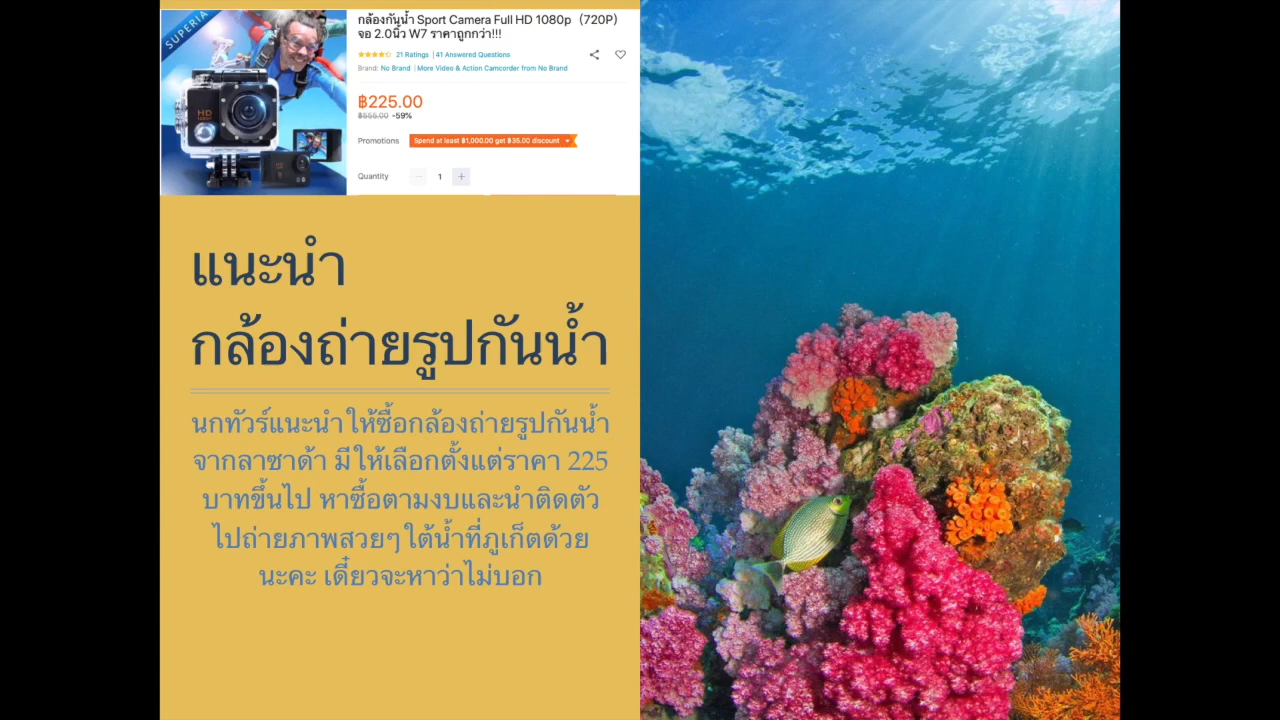 SUPERIA
HD
1080P
กล้องกันน้ำ Sport Camera Full HD 1080p（720P）
จอ 2.0นิ้ว W7 ราคาถูกกว่า!!!
21 Ratings | 41 Answered Questions
Brand: No Brand | More Video & Action Camcorder from No Brand
฿225.00
฿555.00 -59%
Promotions Spend at least ฿1,000.00 get ฿35.00 discount
Quantity − 1 +
แนะนำ
กล้องถ่ายรูปกันน้ำ
นกทัวร์แนะนำให้ซื้อกล้องถ่ายรูปกันน้ำ
จากลาซาด้า มีให้เลือกตั้งแต่ราคา 225
บาทขึ้นไป หาซื้อตามงบและนำติดตัว
ไปถ่ายภาพสวยๆใต้น้ำที่ภูเก็ตด้วย
นะคะ เดี๋ยวจะหาว่าไม่บอก